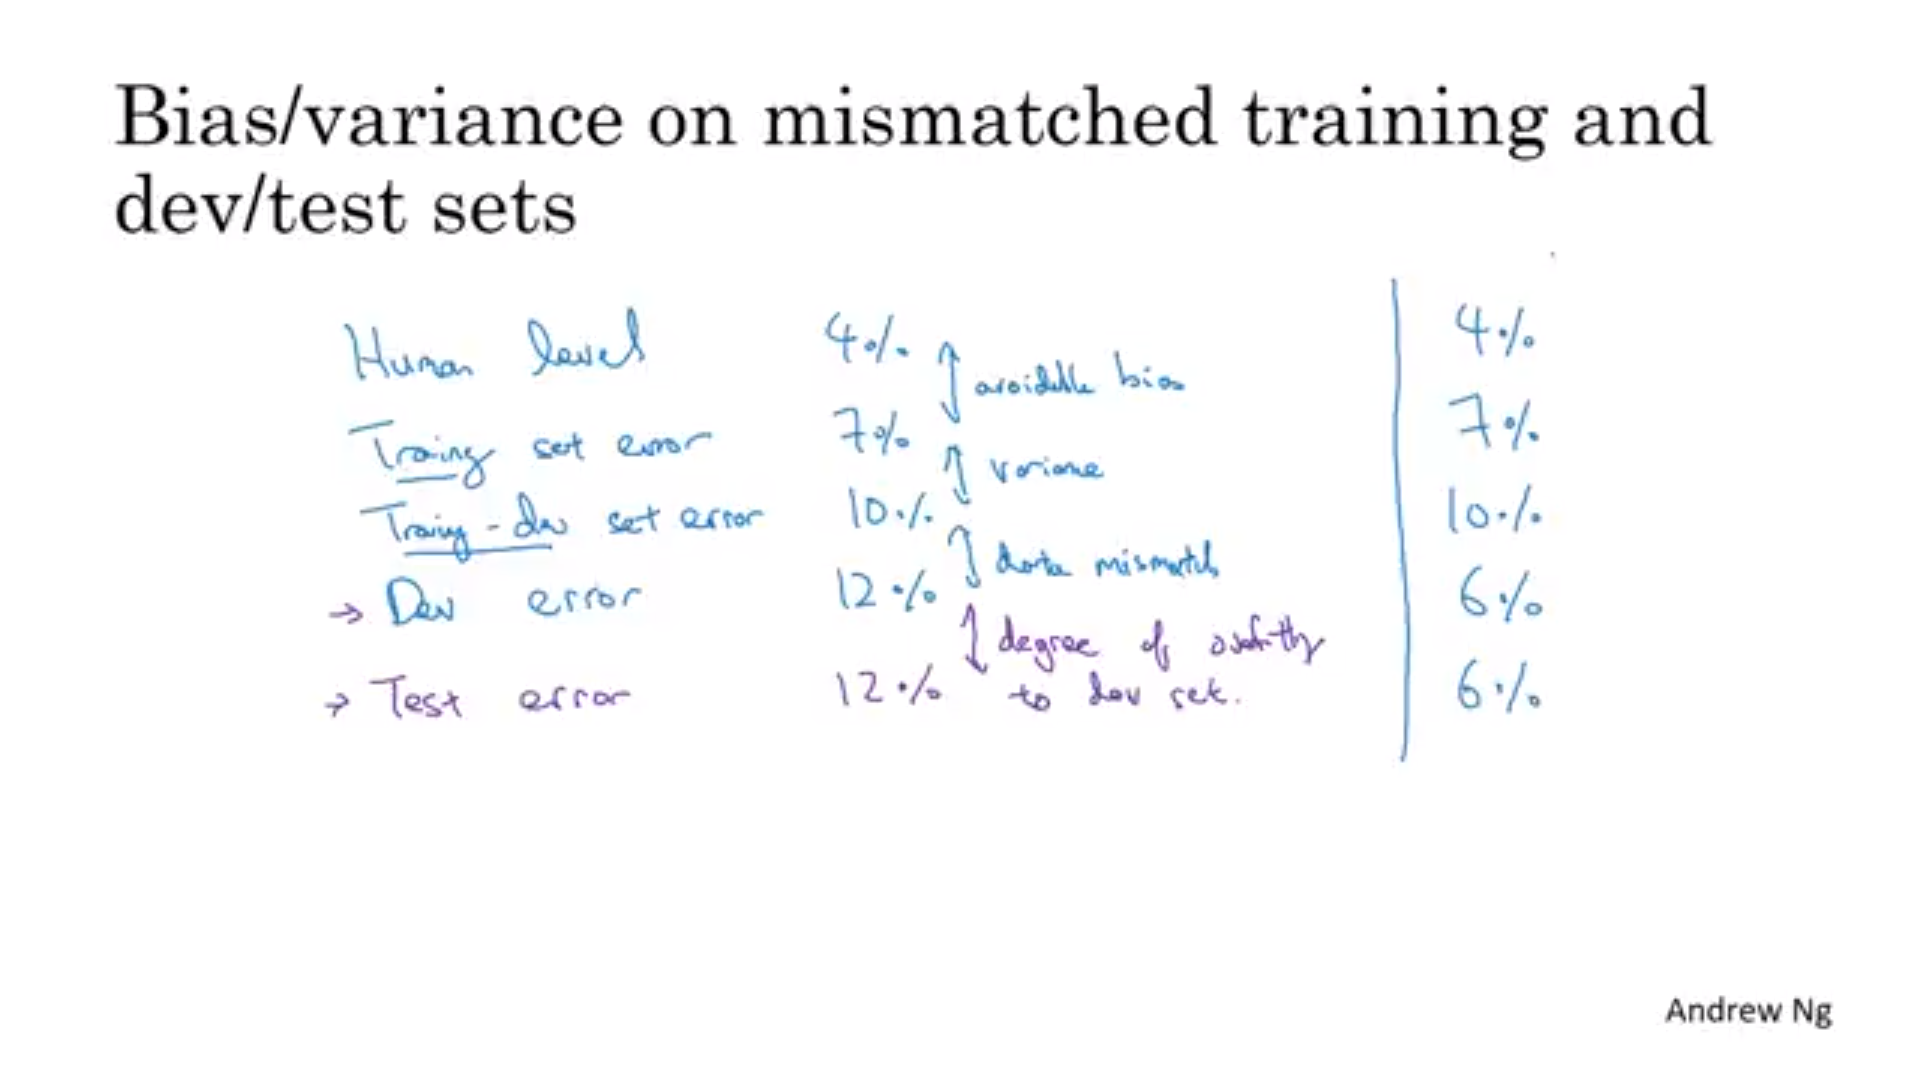 Bias/variance on mismatched training and
dev/test sets
Human level 4% avoidable bias 4%
Training set error 7% variance 7%
Training-dev set error 10% data mismatch 10%
Dev error 12% 6%
→ degree of overfitting
→ Test error 12% to dev set. 6%
Andrew Ng